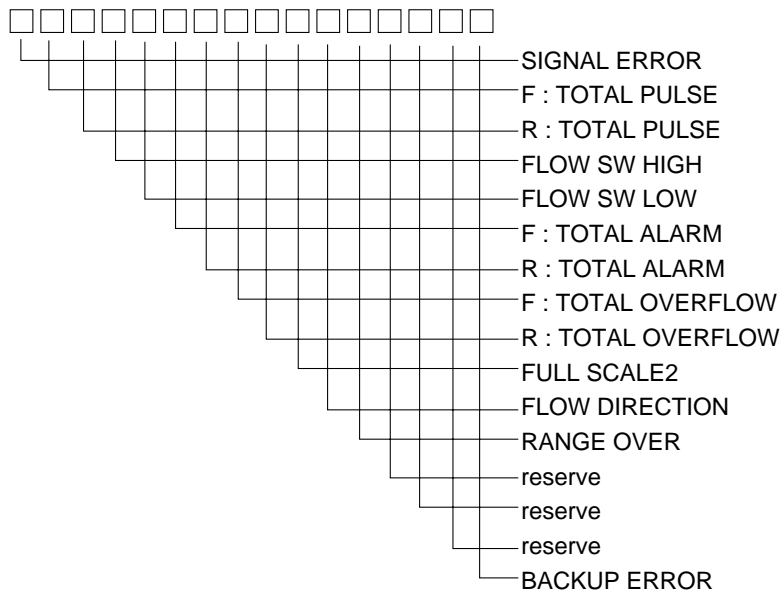 SIGNAL ERROR
F : TOTAL PULSE
R : TOTAL PULSE
FLOW SW HIGH
FLOW SW LOW
F : TOTAL ALARM
R : TOTAL ALARM
F : TOTAL OVERFLOW
R : TOTAL OVERFLOW
FULL SCALE2
FLOW DIRECTION
RANGE OVER
reserve
reserve
reserve
BACKUP ERROR